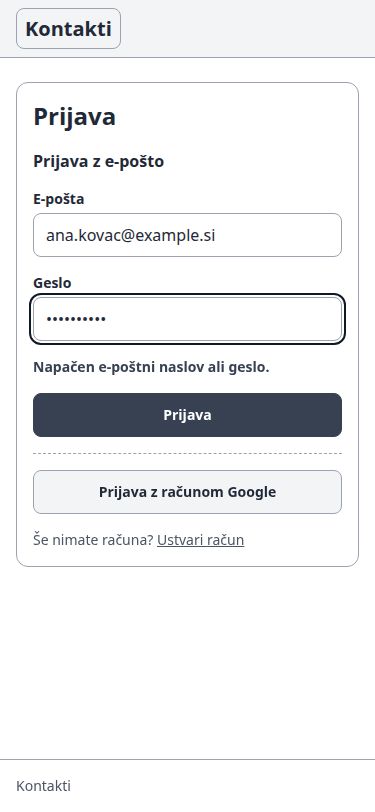 Kontakti
Prijava
Prijava z e-pošto
E-pošta
ana.kovac@example.si
Geslo
••••••••••
Napačen e-poštni naslov ali geslo.
Prijava
Prijava z računom Google
Še nimate računa? Ustvari račun
Kontakti